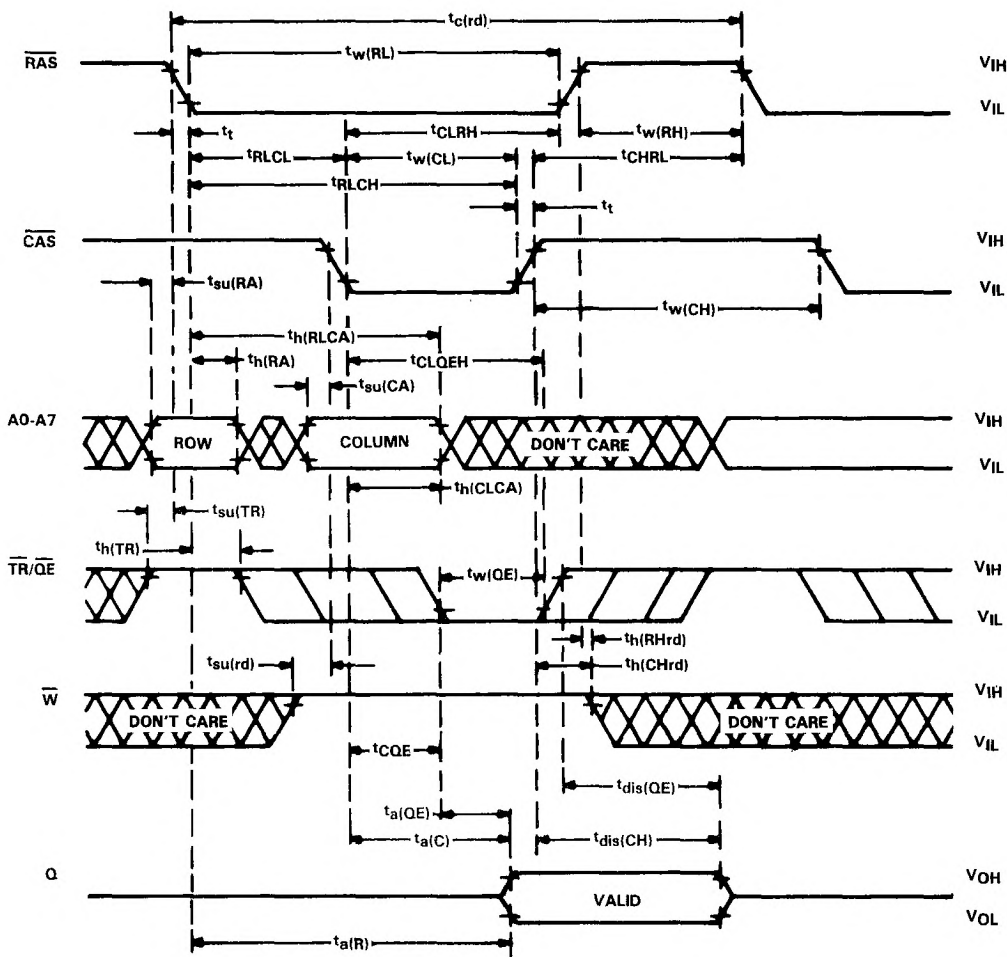 tc(rd)
RAS
tw(RL)
VIH
VIL
tt
tCLRH
tw(RH)
tRLCL
tw(CL)
tCHRL
tRLCH
tt
CAS
VIH
VIL
tsu(RA)
tw(CH)
th(RLCA)
th(RA)
tCLQEH
tsu(CA)
A0-A7
ROW
COLUMN
DON'T CARE
VIH
VIL
th(CLCA)
tsu(TR)
th(TR)
TR/QE
tw(QE)
VIH
VIL
th(RHrd)
tsu(rd)
th(CHrd)
W
DON'T CARE
DON'T CARE
VIH
VIL
tCQE
tdis(QE)
ta(QE)
ta(C)
tdis(CH)
Q
VALID
VOH
VOL
ta(R)